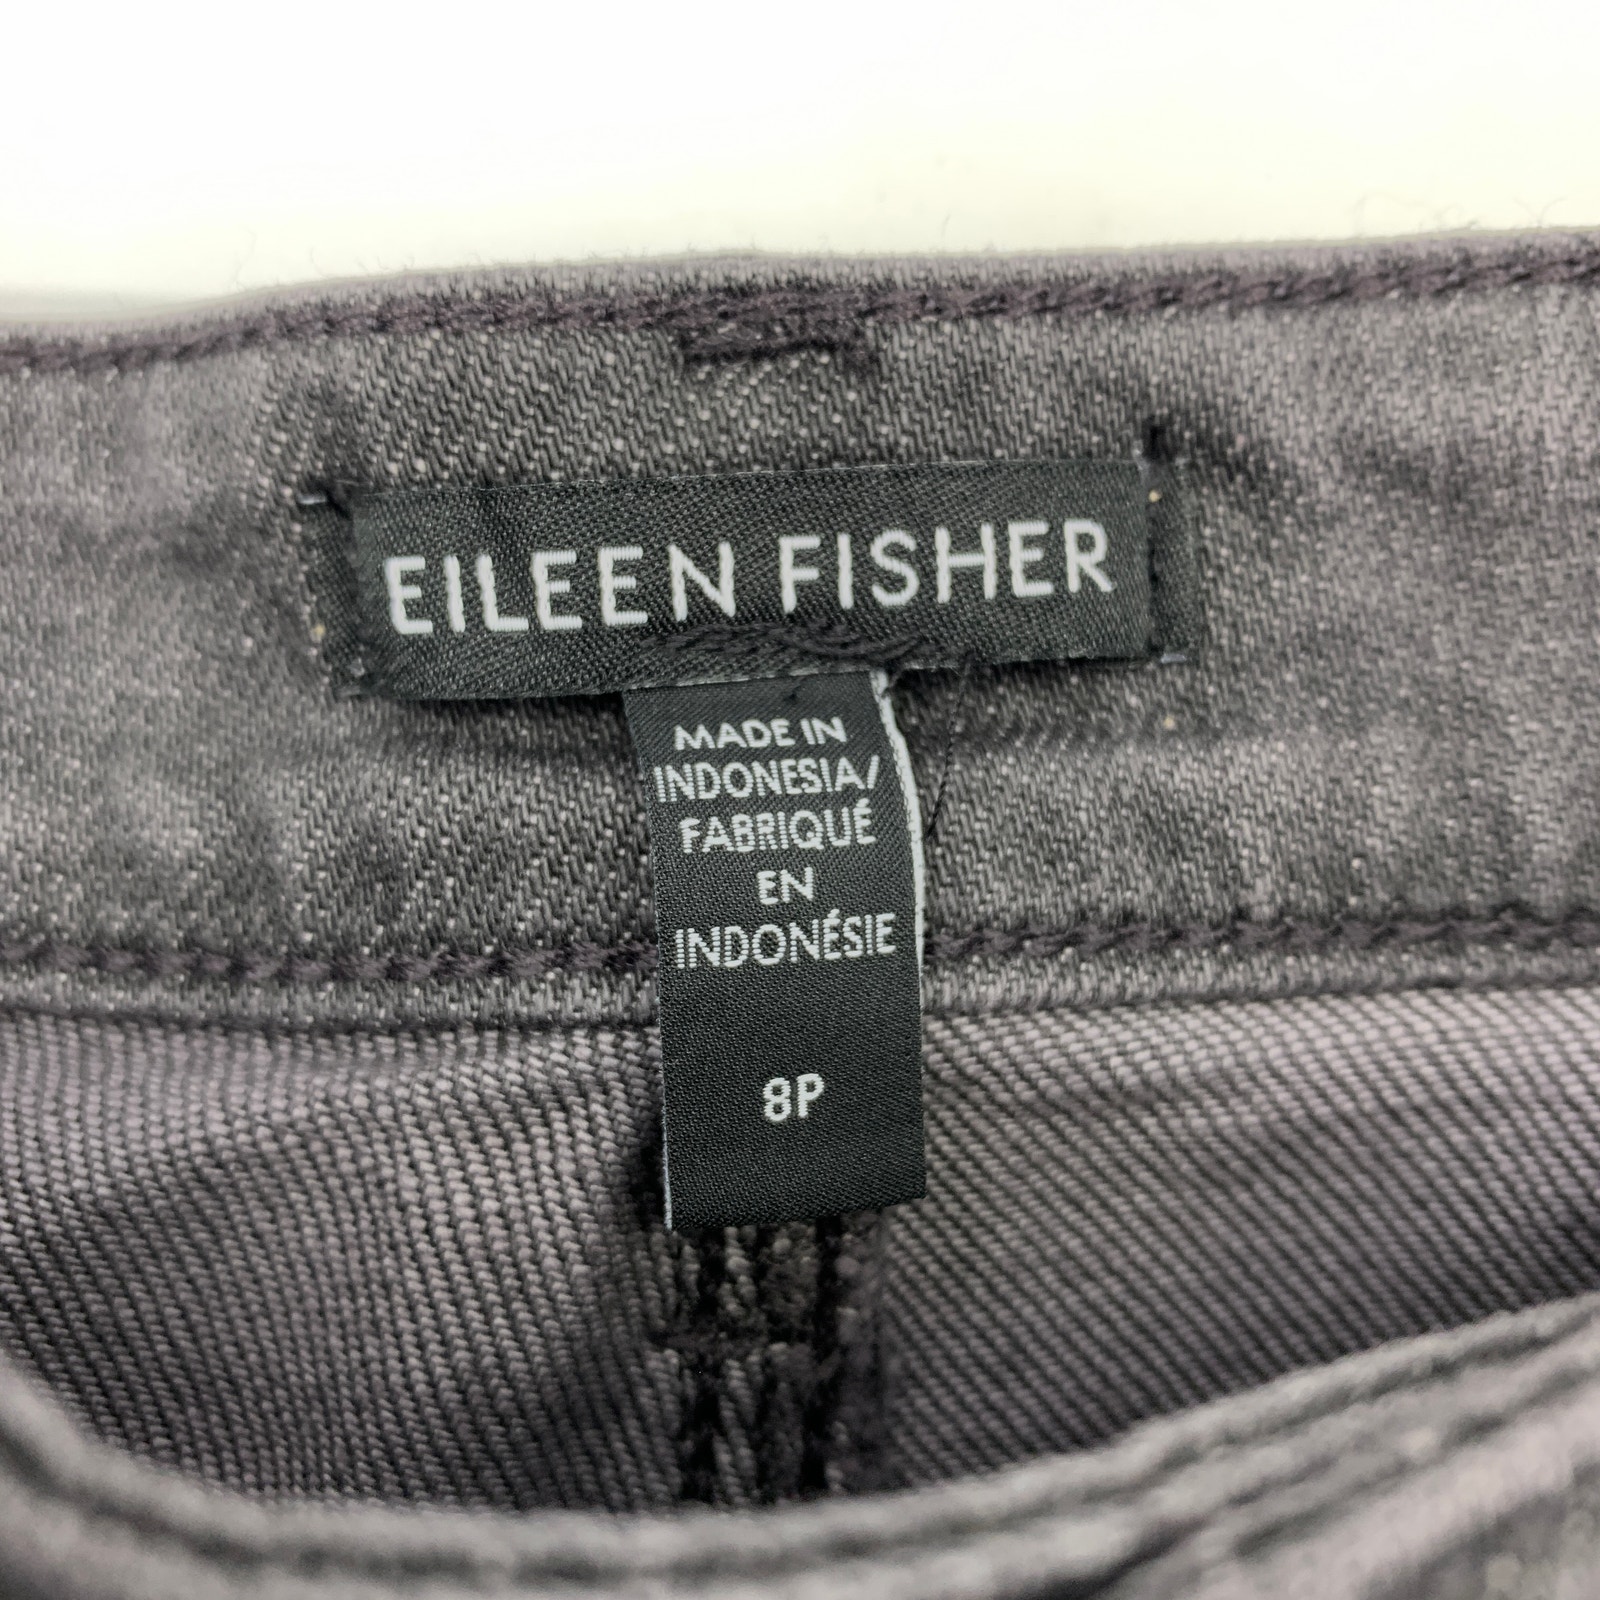 EILEEN FISHER
MADE IN
INDONESIA/
FABRIQUÉ
EN
INDONÉSIE
8P